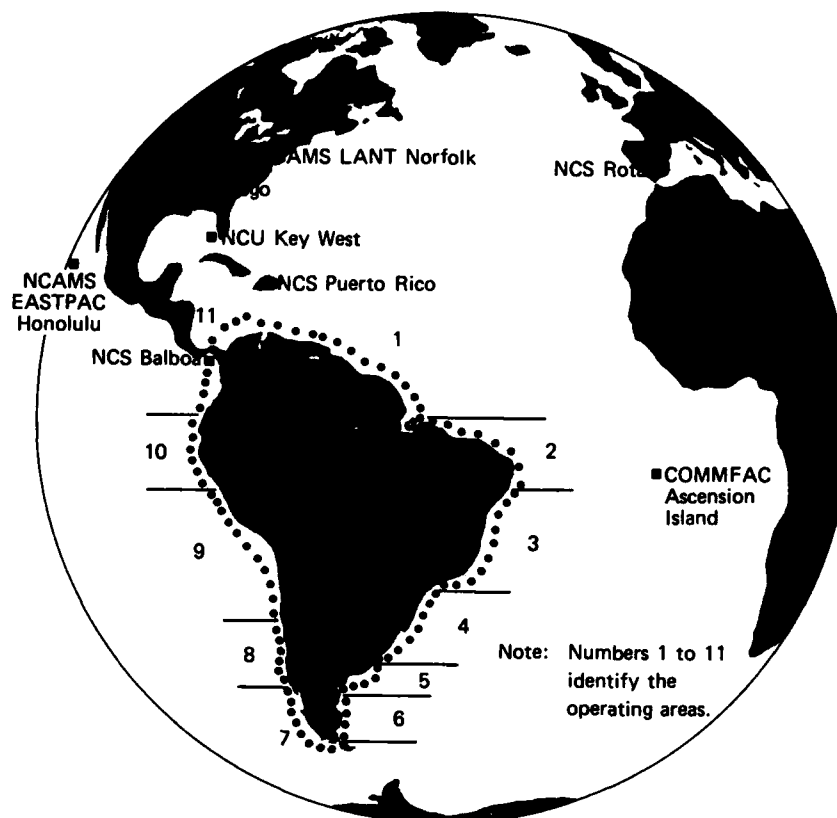 AMS LANT Norfolk
go
NCS Rota
NCU Key West
NCAMS
EASTPAC
Honolulu
NCS Puerto Rico
11
1
NCS Balboa
10
2
COMMFAC
Ascension
Island
9
3
4
Note: Numbers 1 to 11
identify the
operating areas.
8
5
6
7